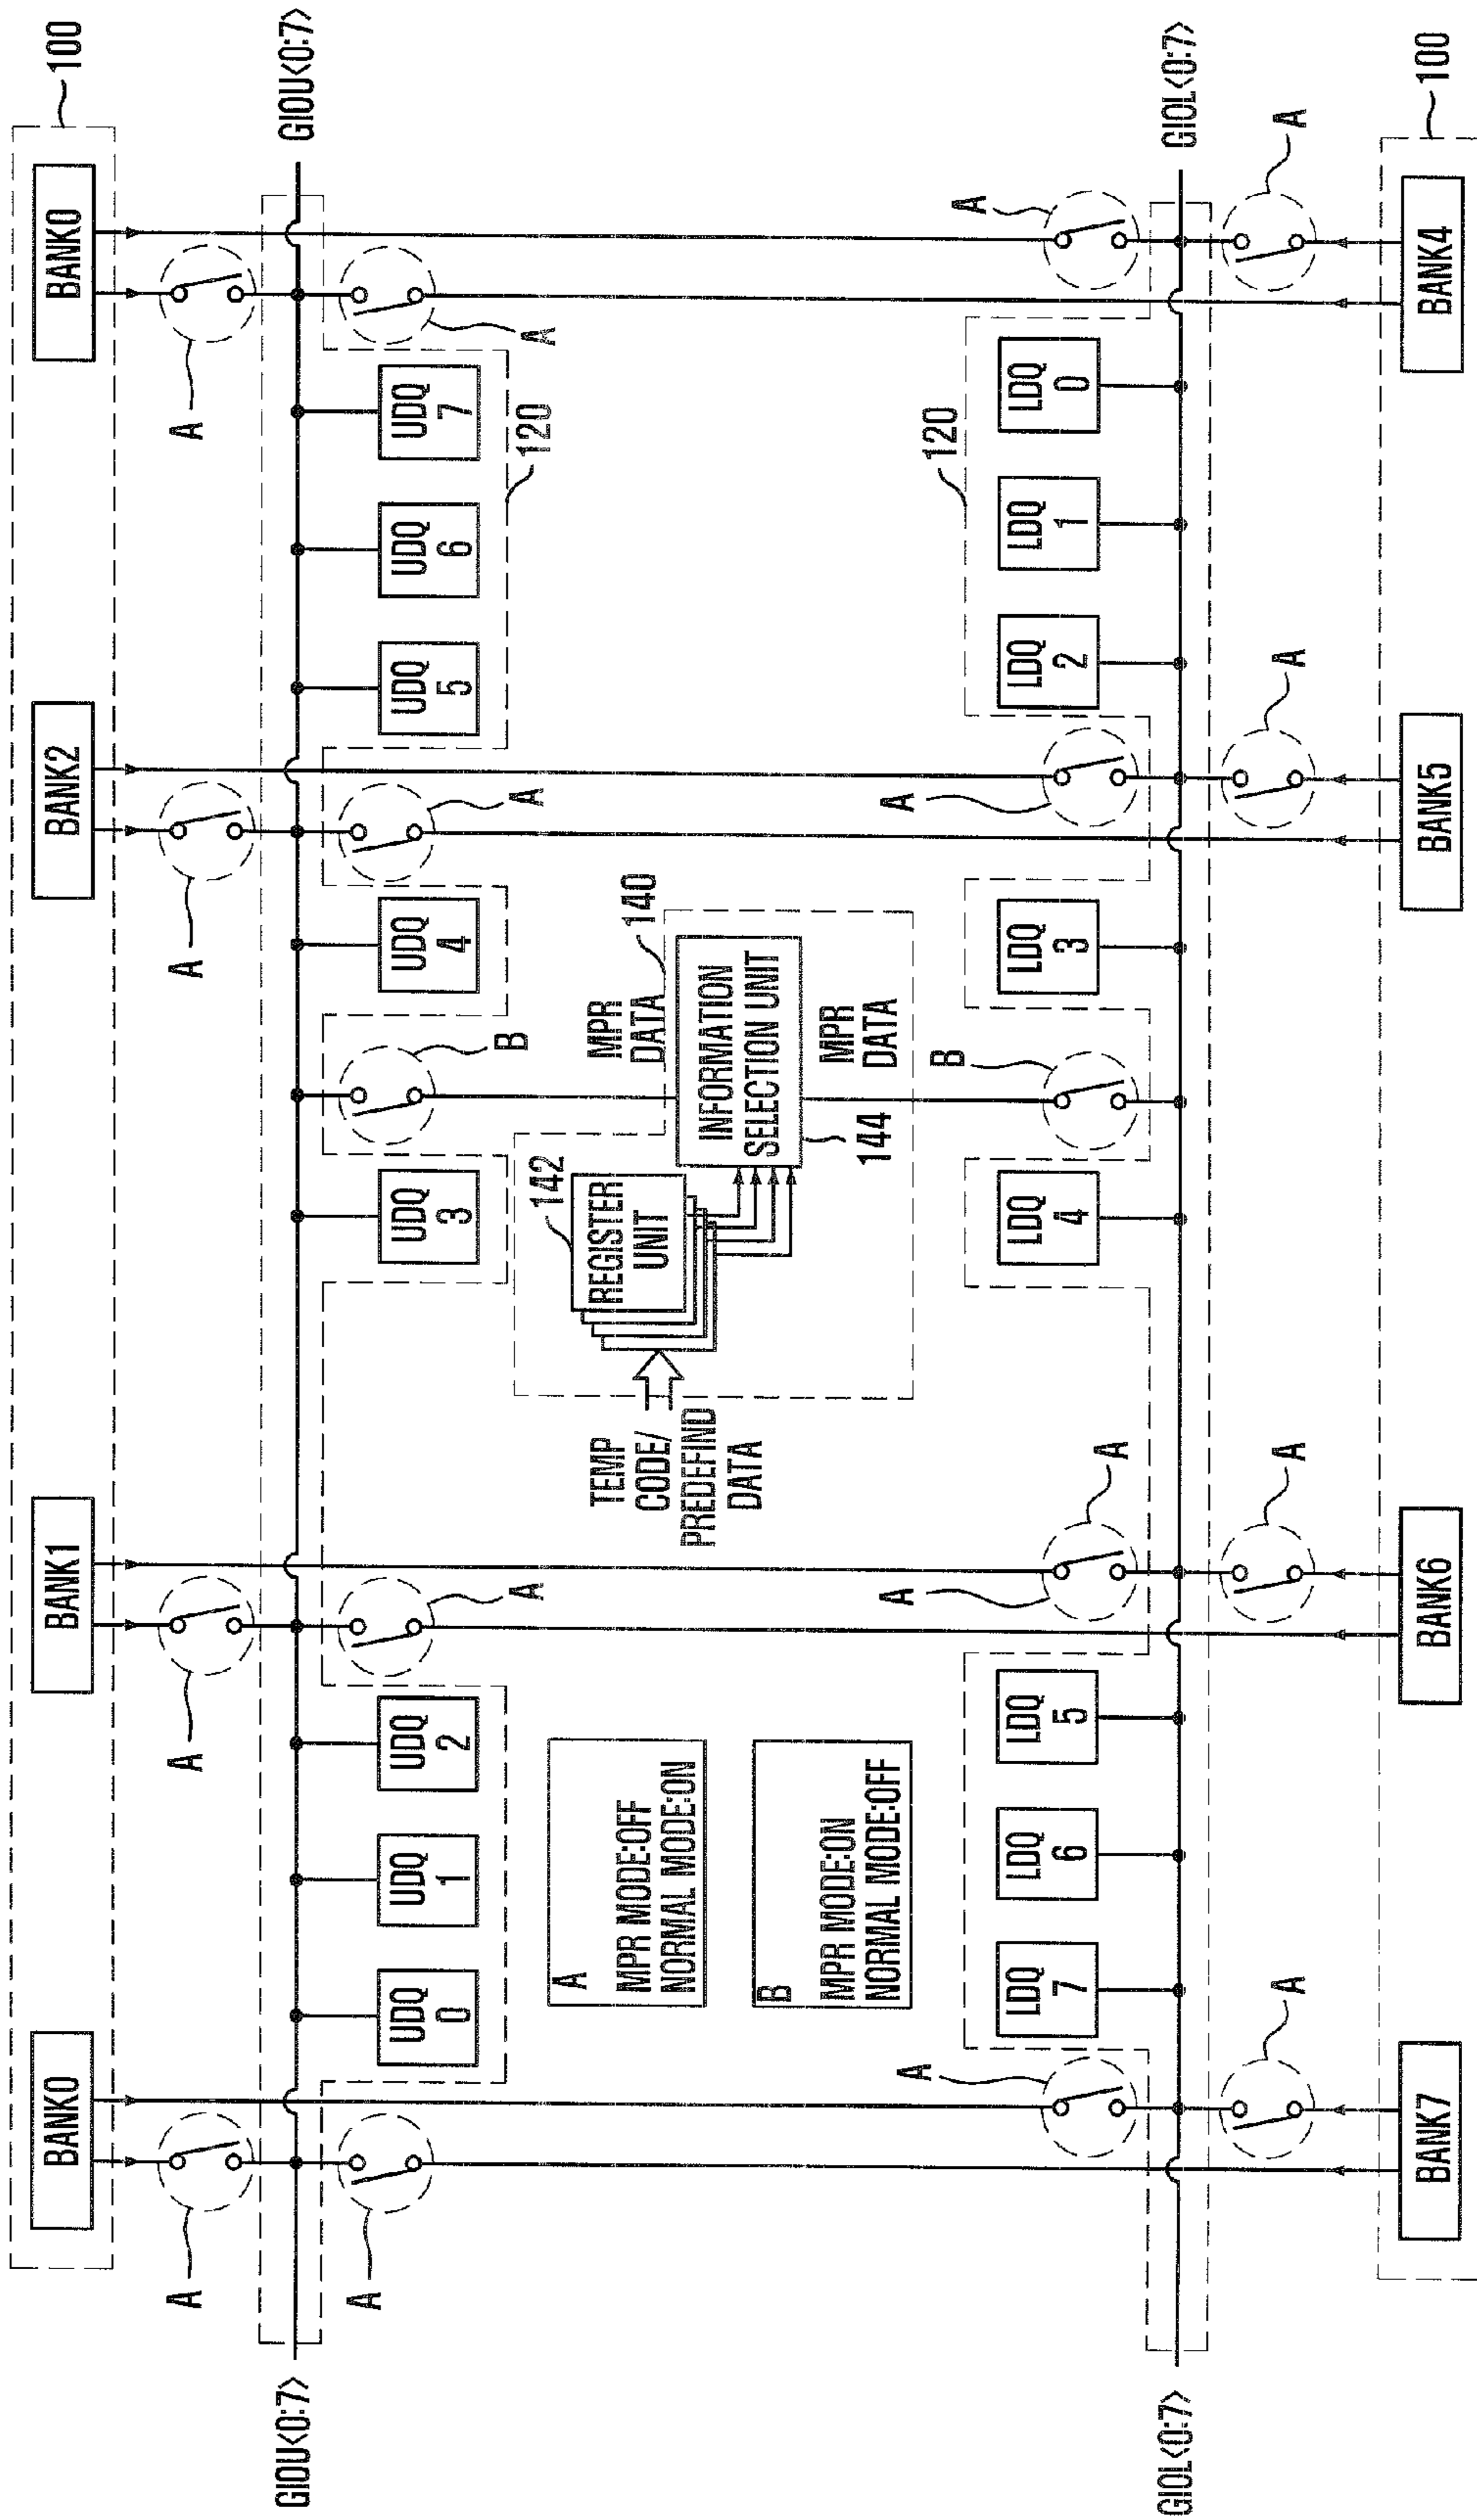 BANK0
BANK1
BANK2
BANK0
100
A
A
A
A
GIOU<0:7>
GIOU<0:7>
A
A
A
A
UDQ
0
UDQ
1
UDQ
2
UDQ
3
B
UDQ
4
UDQ
5
UDQ
6
UDQ
7
120
A
MPR MODE:OFF
NORMAL MODE:ON
B
MPR MODE:ON
NORMAL MODE:OFF
TEMP
CODE/
PREDEFIND
DATA
142
REGISTER
UNIT
MPR
DATA
140
INFORMATION
SELECTION UNIT
144
MPR
DATA
A
A
A
B
A
A
120
LDQ
7
LDQ
6
LDQ
5
LDQ
4
LDQ
3
LDQ
2
LDQ
1
LDQ
0
GIOL<0:7>
GIOL<0:7>
A
A
A
A
BANK7
BANK6
BANK5
BANK4
100